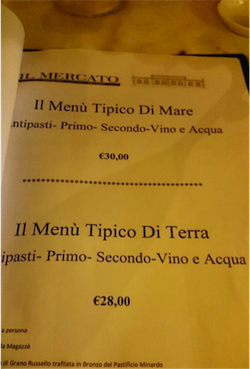 IL MERCATO
Il Menù Tipico Di Mare
ntipasti- Primo- Secondo-Vino e Acqua
€30,00
******************************************
Il Menù Tipico Di Terra
ipasti- Primo- Secondo-Vino e Acqua
€28,00
a persona
la Magazzè
di Grano Russello trafilata in Bronzo del Pastificio Minardo